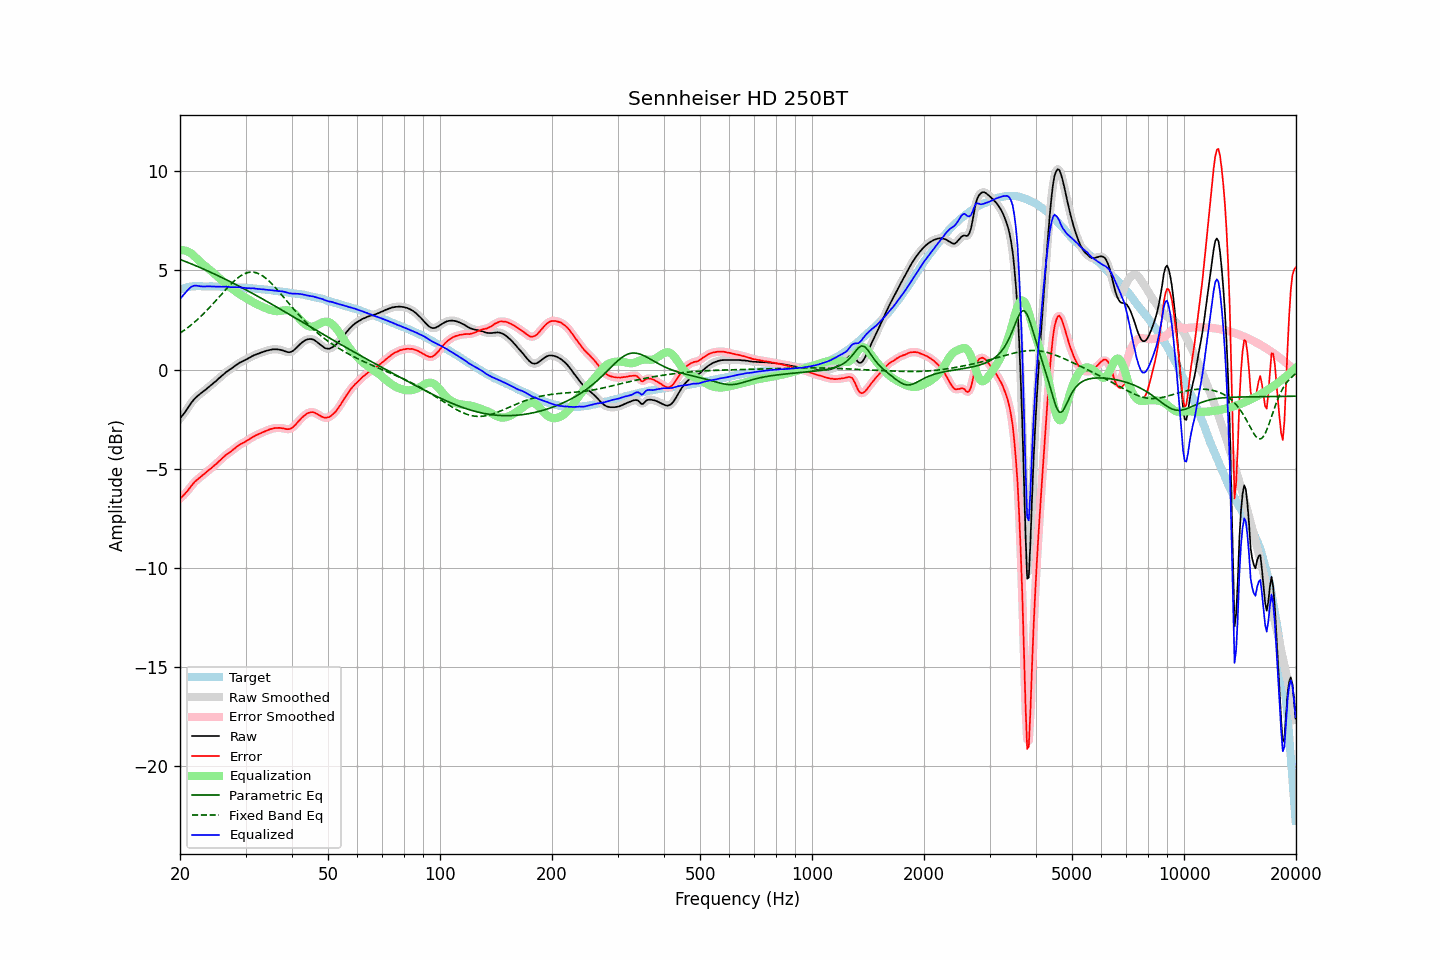 Sennheiser HD 250BT
Amplitude (dBr)
10
5
0
−5
−10
−15
−20
Target
Raw Smoothed
Error Smoothed
Raw
Error
Equalization
Parametric Eq
Fixed Band Eq
Equalized
20 50 100 200 500 1000 2000 5000 10000 20000
Frequency (Hz)